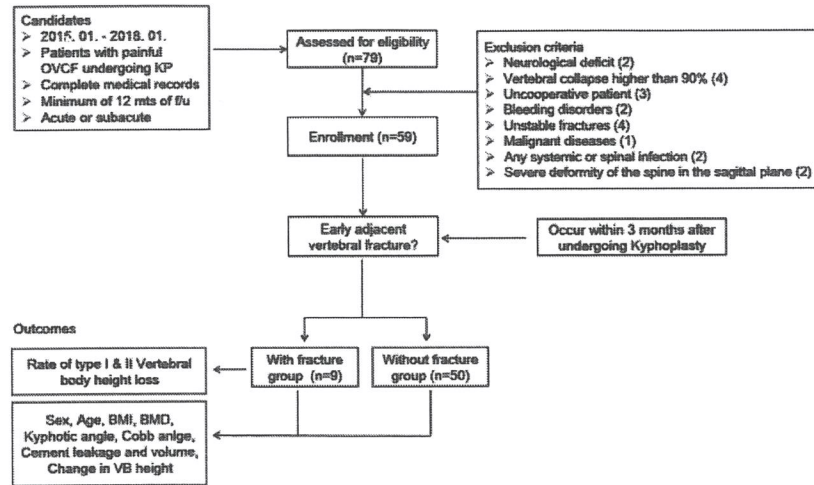 Candidates
➢ 2015. 01. - 2018. 01.
➢ Patients with painful
OVCF undergoing KP
➢ Complete medical records
➢ Minimum of 12 mts of f/u
➢ Acute or subacute
Assessed for eligibility
(n=79)
Exclusion criteria
➢ Neurological deficit (2)
➢ Vertebral collapse higher than 90% (4)
➢ Uncooperative patient (3)
➢ Bleeding disorders (2)
➢ Unstable fractures (4)
➢ Malignant diseases (1)
➢ Any systemic or spinal infection (2)
➢ Severe deformity of the spine in the sagittal plane (2)
Enrollment (n=59)
Early adjacent
vertebral fracture?
Occur within 3 months after
undergoing Kyphoplasty
Outcomes
With fracture
group (n=9)
Without fracture
group (n=50)
Rate of type I & II Vertebral
body height loss
Sex, Age, BMI, BMD,
Kyphotic angle, Cobb anlge,
Cement leakage and volume,
Change in VB height